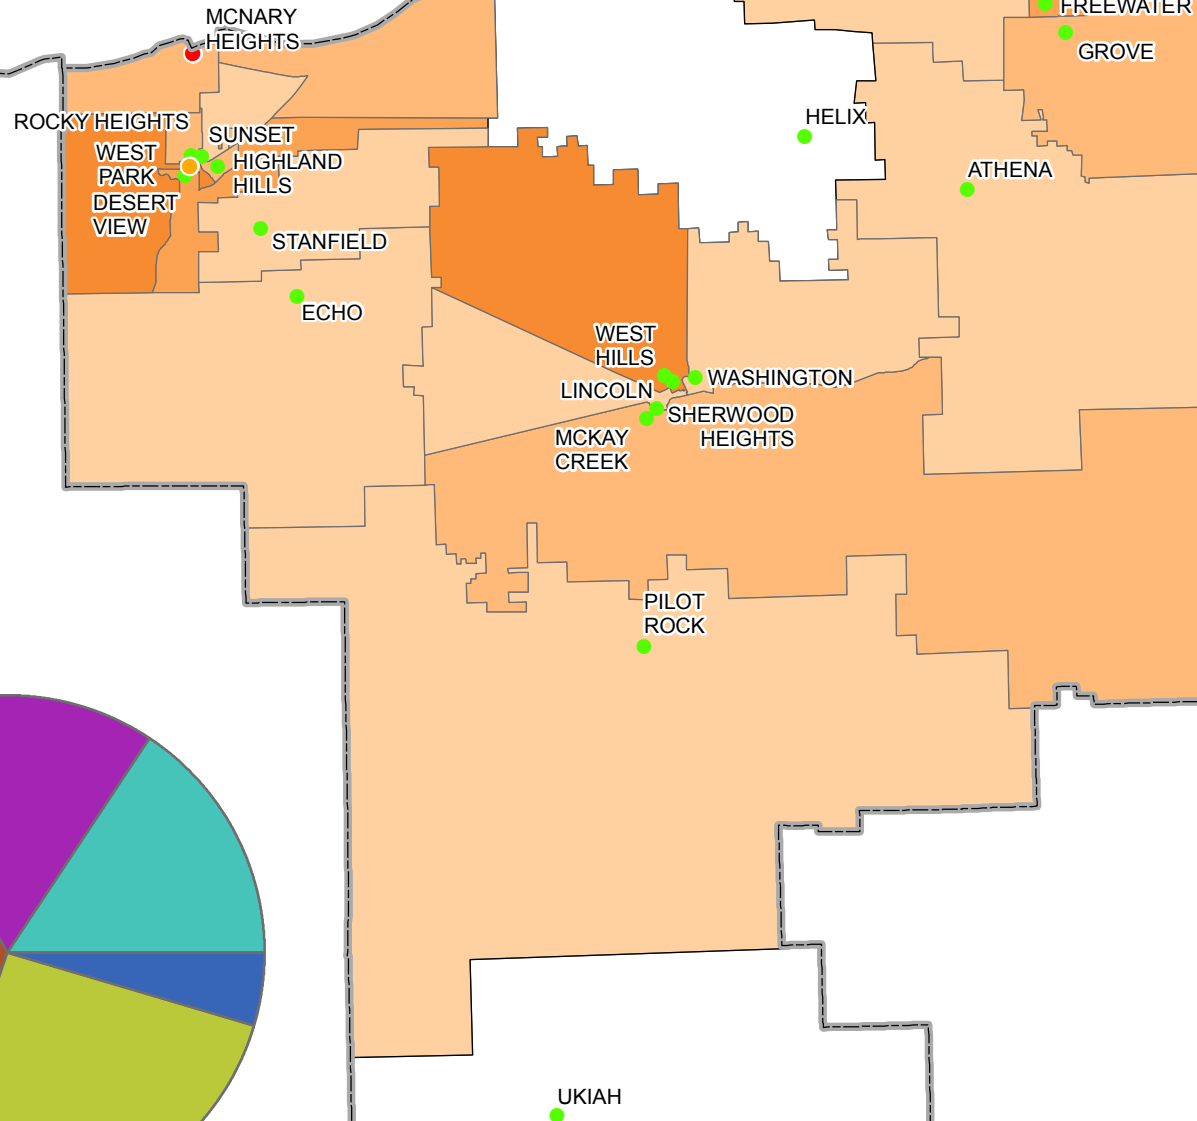 FREEWATER
MCNARY
HEIGHTS
GROVE
HELIX
ROCKY HEIGHTS
SUNSET
WEST
PARK
HIGHLAND
HILLS
ATHENA
DESERT
VIEW
STANFIELD
ECHO
WEST
HILLS
WASHINGTON
LINCOLN
SHERWOOD
HEIGHTS
MCKAY
CREEK
PILOT
ROCK
UKIAH